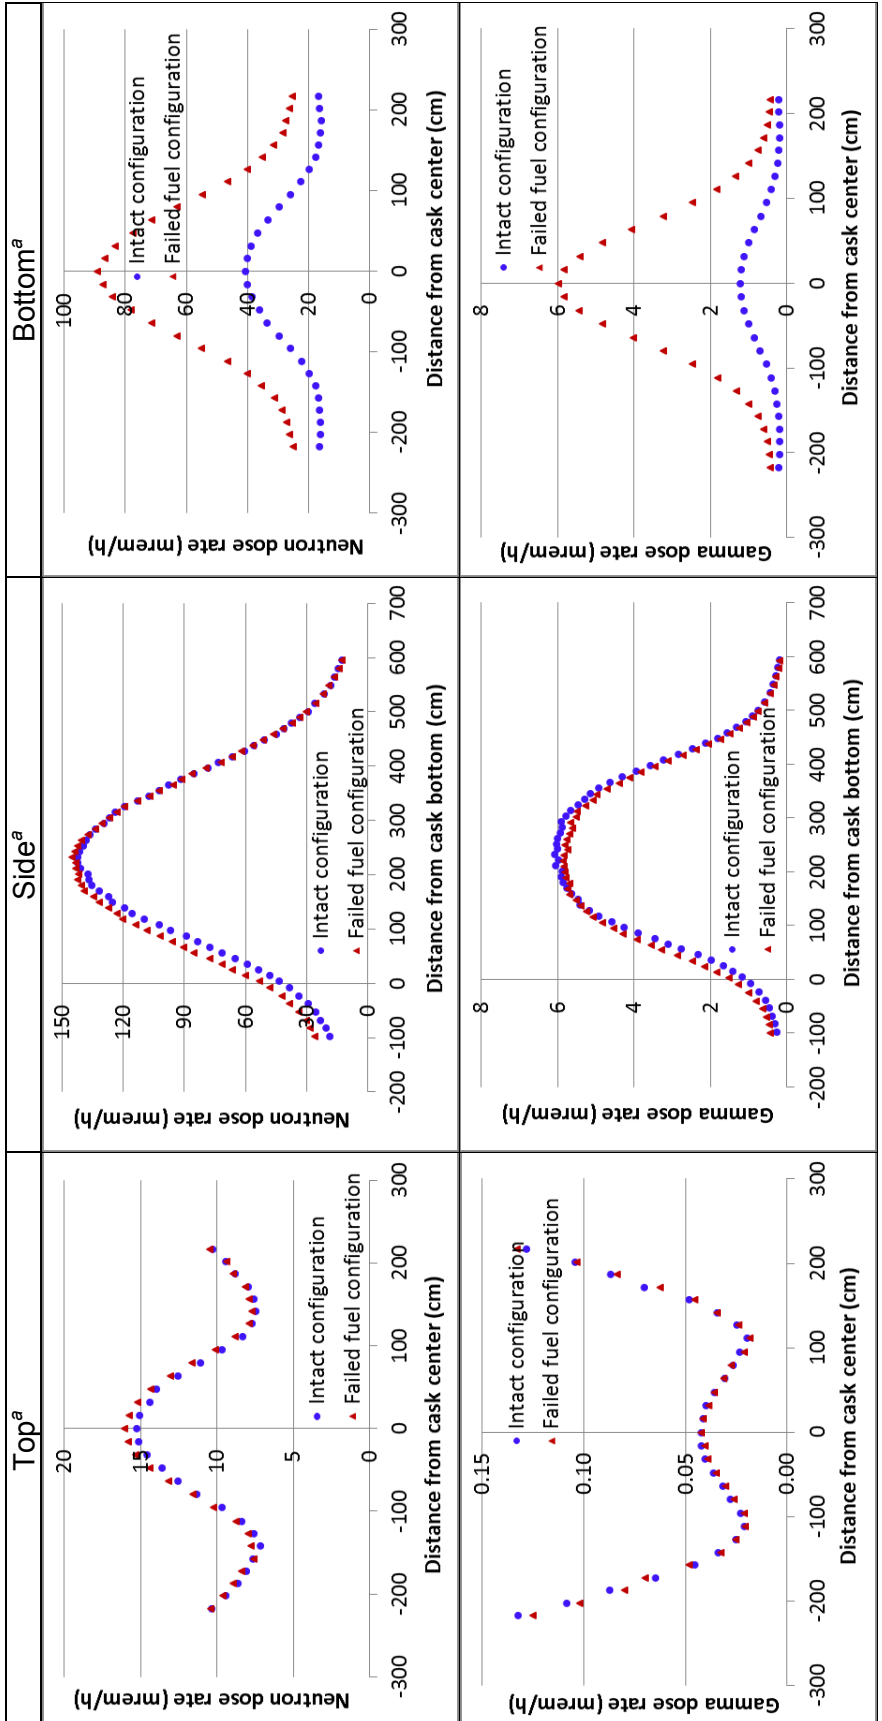 Top^a
Side^a
Bottom^a
Neutron dose rate (mrem/h)
20
15
10
5
0
-300 -200 -100 0 100 200 300
Distance from cask center (cm)
Intact configuration
Failed fuel configuration
Neutron dose rate (mrem/h)
150
120
90
60
30
0
-200 -100 0 100 200 300 400 500 600 700
Distance from cask bottom (cm)
Intact configuration
Failed fuel configuration
Neutron dose rate (mrem/h)
100
80
60
40
20
0
-300 -200 -100 0 100 200 300
Distance from cask center (cm)
Intact configuration
Failed fuel configuration
Gamma dose rate (mrem/h)
0.15
0.10
0.05
0.00
-300 -200 -100 0 100 200 300
Distance from cask center (cm)
Intact configuration
Failed fuel configuration
Gamma dose rate (mrem/h)
8
6
4
2
0
-200 -100 0 100 200 300 400 500 600 700
Distance from cask bottom (cm)
Intact configuration
Failed fuel configuration
Gamma dose rate (mrem/h)
8
6
4
2
0
-300 -200 -100 0 100 200 300
Distance from cask center (cm)
Intact configuration
Failed fuel configuration